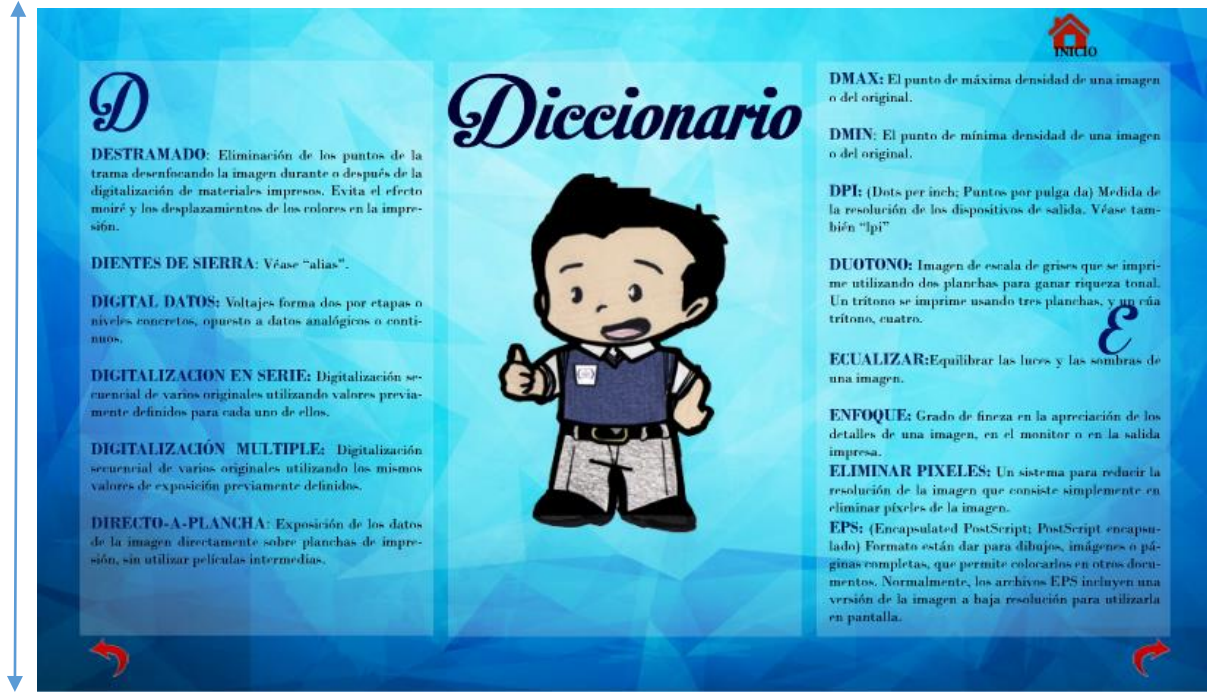 INICIO
D
DESTRAMADO: Eliminación de los puntos de la
trama desenfocando la imagen durante o después de la
digitalización de materiales impresos. Evita el efecto
moiré y los desplazamientos de los colores en la impre-
sión.
DIENTES DE SIERRA: Véase “alias”.
DIGITAL DATOS: Voltajes forma dos por etapas o
niveles concretos, opuesto a datos analógicos o conti-
nuos.
DIGITALIZACION EN SERIE: Digitalización se-
cuencial de varios originales utilizando valores previa-
mente definidos para cada uno de ellos.
DIGITALIZACIÓN MULTIPLE: Digitalización
secuencial de varios originales utilizando los mismos
valores de exposición previamente definidos.
DIRECTO-A-PLANCHA: Exposición de los datos
de la imagen directamente sobre planchas de impre-
sión, sin utilizar películas intermedias.
Diccionario
DMAX: El punto de máxima densidad de una imagen
o del original.
DMIN: El punto de mínima densidad de una imagen
o del original.
DPI: (Dots per inch; Puntos por pulga da) Medida de
la resolución de los dispositivos de salida. Véase tam-
bién “lpi”
DUOTONO: Imagen de escala de grises que se impri-
me utilizando dos planchas para ganar riqueza tonal.
Un trítono se imprime usando tres planchas, y un cúa
trítono, cuatro.
E
ECUALIZAR:Equilibrar las luces y las sombras de
una imagen.
ENFOQUE: Grado de fineza en la apreciación de los
detalles de una imagen, en el monitor o en la salida
impresa.
ELIMINAR PIXELES: Un sistema para reducir la
resolución de la imagen que consiste simplemente en
eliminar píxeles de la imagen.
EPS: (Encapsulated PostScript; PostScript encapsu-
lado) Formato están dar para dibujos, imágenes o pá-
ginas completas, que permite colocarlos en otros docu-
mentos. Normalmente, los archivos EPS incluyen una
versión de la imagen a baja resolución para utilizarla
en pantalla.